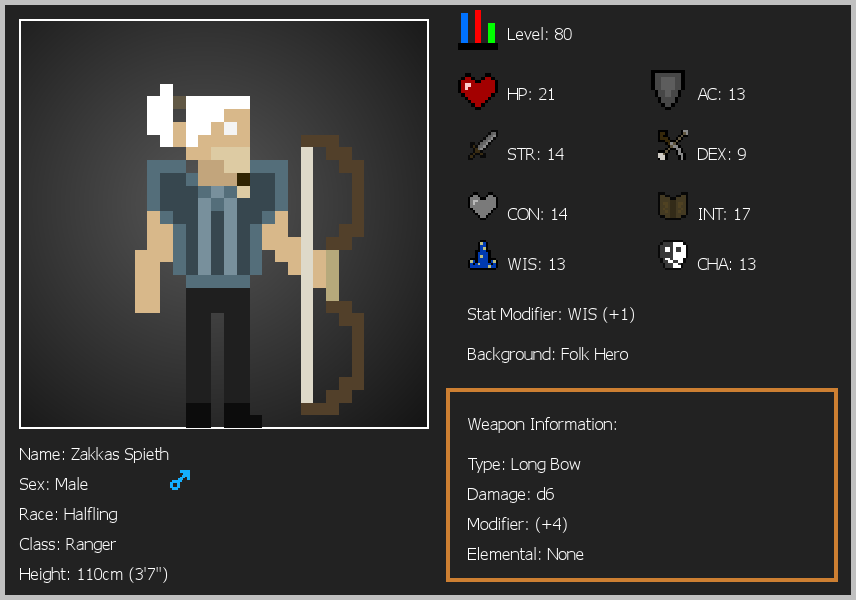 Level: 80
HP: 21
AC: 13
STR: 14
DEX: 9
CON: 14
INT: 17
WIS: 13
CHA: 13
Stat Modifier: WIS (+1)
Background: Folk Hero
Weapon Information:
Type: Long Bow
Damage: d6
Modifier: (+4)
Elemental: None
Name: Zakkas Spieth
Sex: Male
Race: Halfling
Class: Ranger
Height: 110cm (3'7")